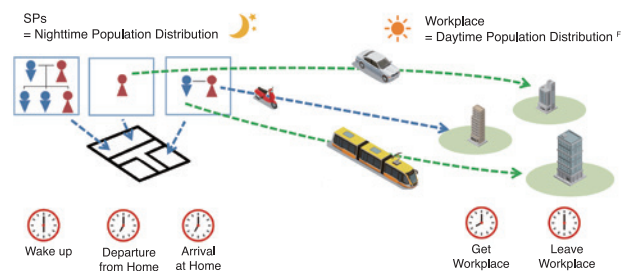 SPs
= Nighttime Population Distribution
Workplace
= Daytime Population Distribution F
Wake up
Departure
from Home
Arrival
at Home
Get
Workplace
Leave
Workplace